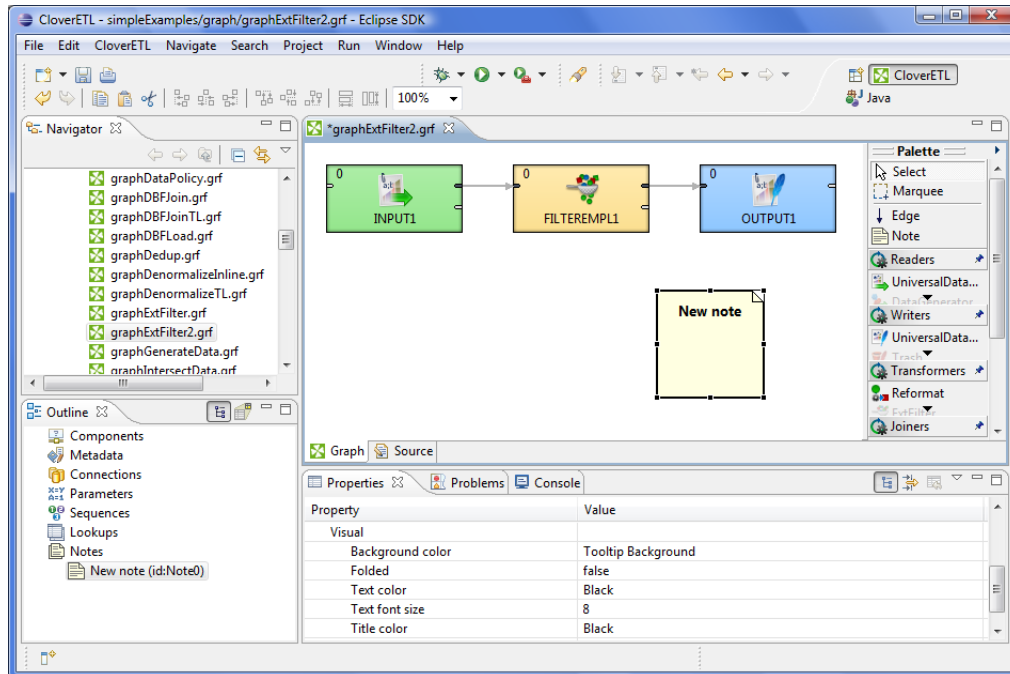 CloverETL - simpleExamples/graph/graphExtFilter2.grf - Eclipse SDK
File Edit CloverETL Navigate Search Project Run Window Help
CloverETL
100%
Java
Navigator
*graphExtFilter2.grf
graphDataPolicy.grf
graphDBFJoin.grf
graphDBFJoinTL.grf
graphDBFLoad.grf
graphDedup.grf
graphDenormalizeInline.grf
graphDenormalizeTL.grf
graphExtFilter.grf
graphExtFilter2.grf
graphGenerateData.grf
graphIntersectData.grf
0
INPUT1
0
FILTEREMPL1
0
OUTPUT1
New note
Palette
Select
Marquee
Edge
Note
Readers
UniversalData...
DataGenerator
Writers
UniversalData...
Trash
Transformers
Reformat
ExtFilter
Joiners
Graph Source
Outline
Components
Metadata
Connections
Parameters
Sequences
Lookups
Notes
New note (id:Note0)
Properties Problems Console
Property Value
Visual
Background color Tooltip Background
Folded false
Text color Black
Text font size 8
Title color Black